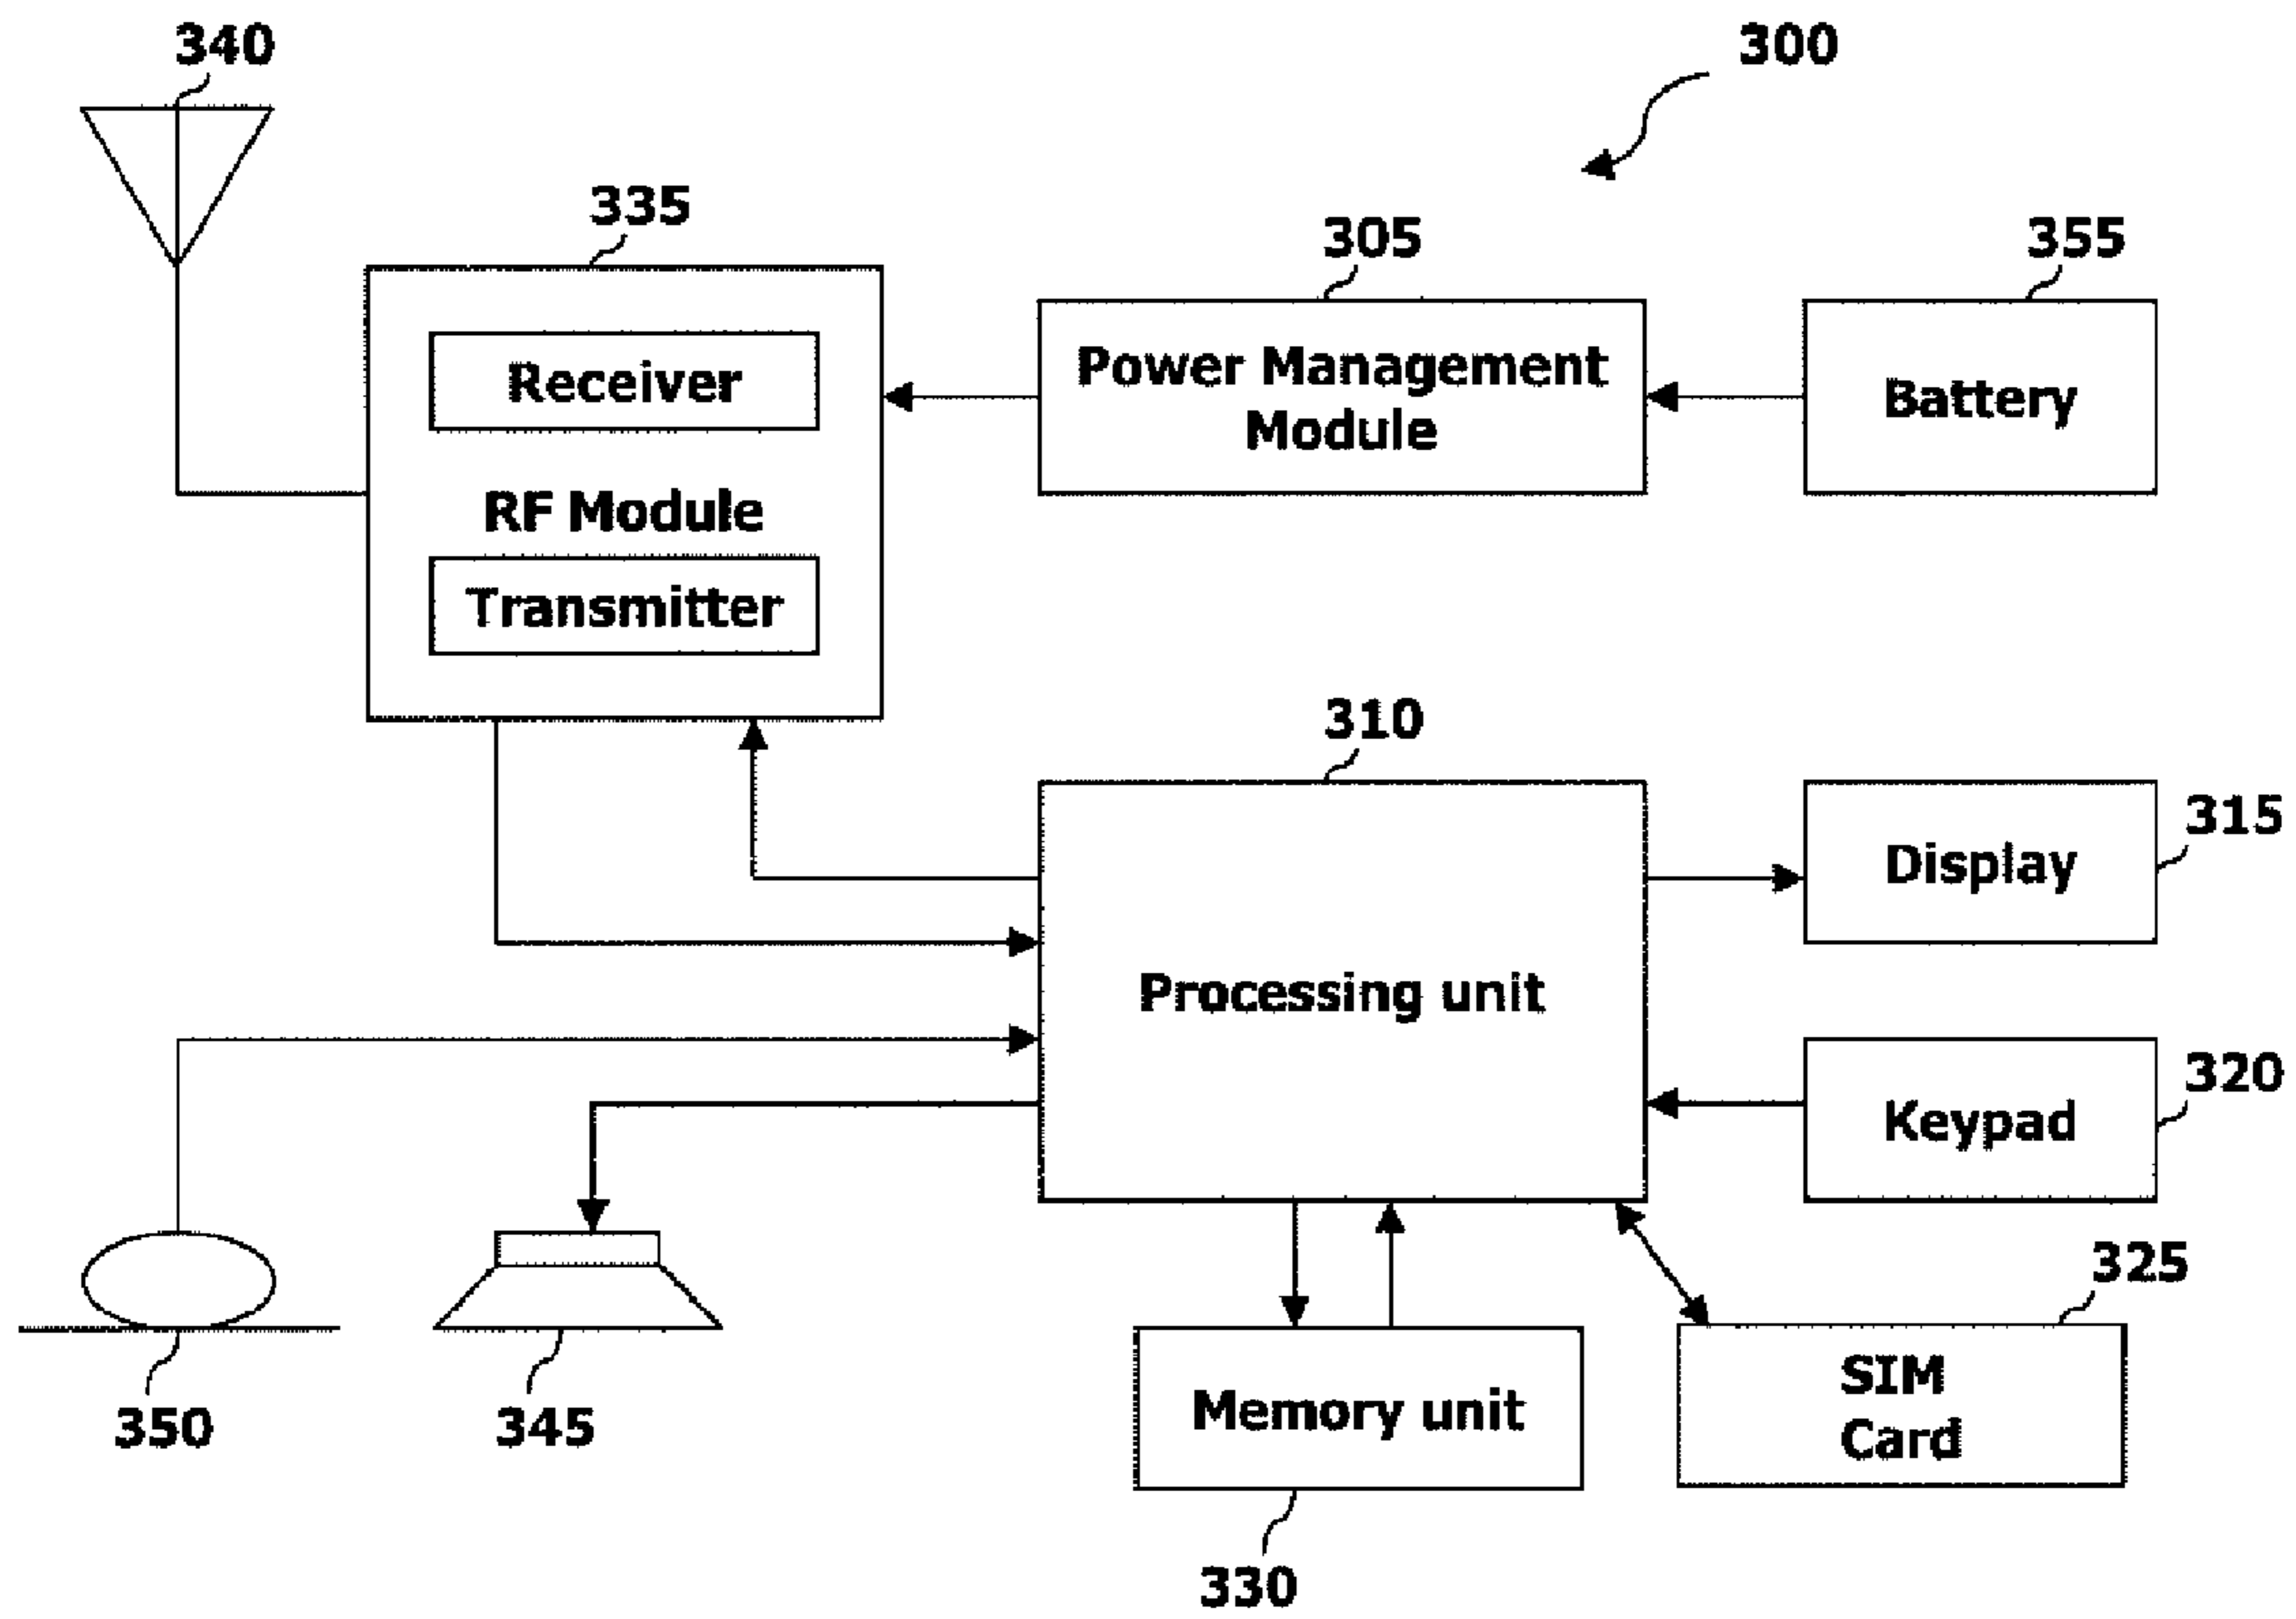 340
300
335
305
355
Receiver
Power Management
Module
Battery
RF Module
Transmitter
310
315
Display
Processing unit
320
Keypad
325
350
345
Memory unit
SIM
Card
330